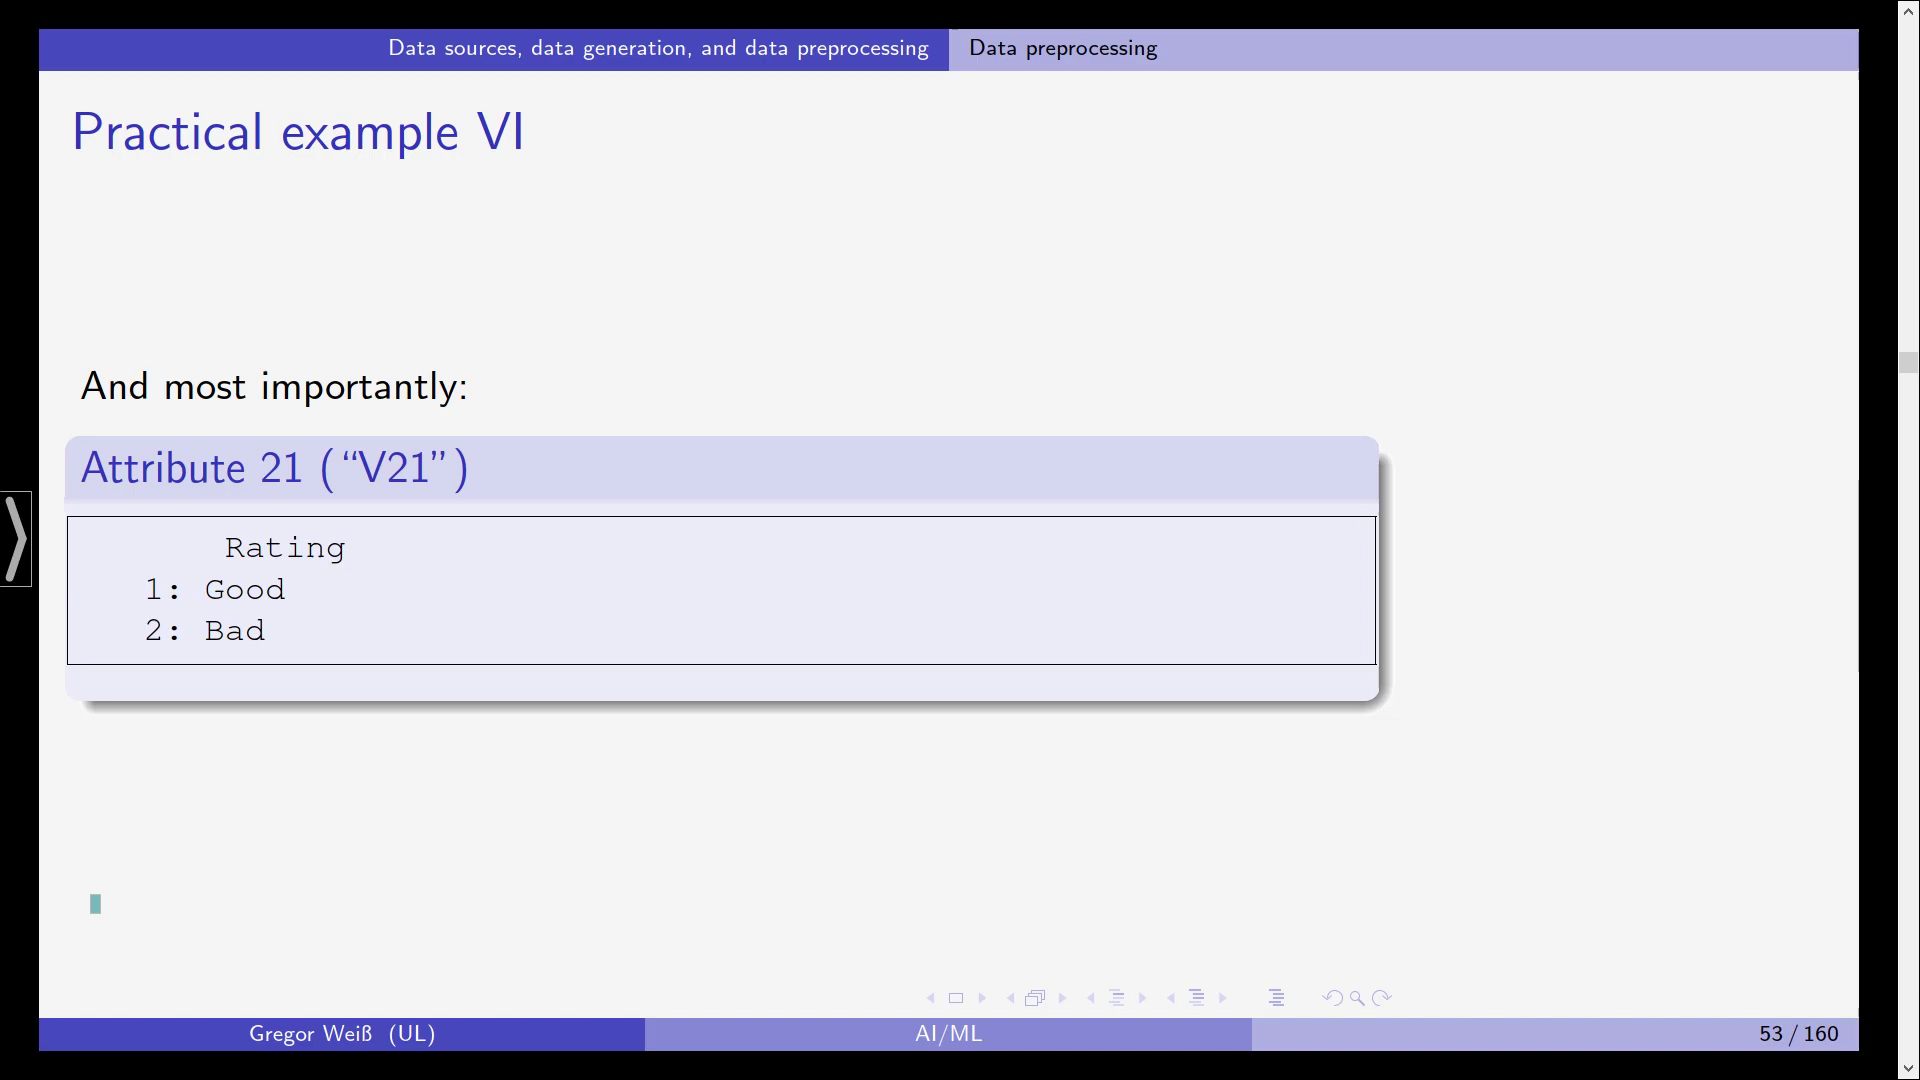 Data sources, data generation, and data preprocessing Data preprocessing
Practical example VI
And most importantly:
Attribute 21 (“V21”)
Rating
1: Good
2: Bad
Gregor Weiß (UL) AI/ML 53 / 160